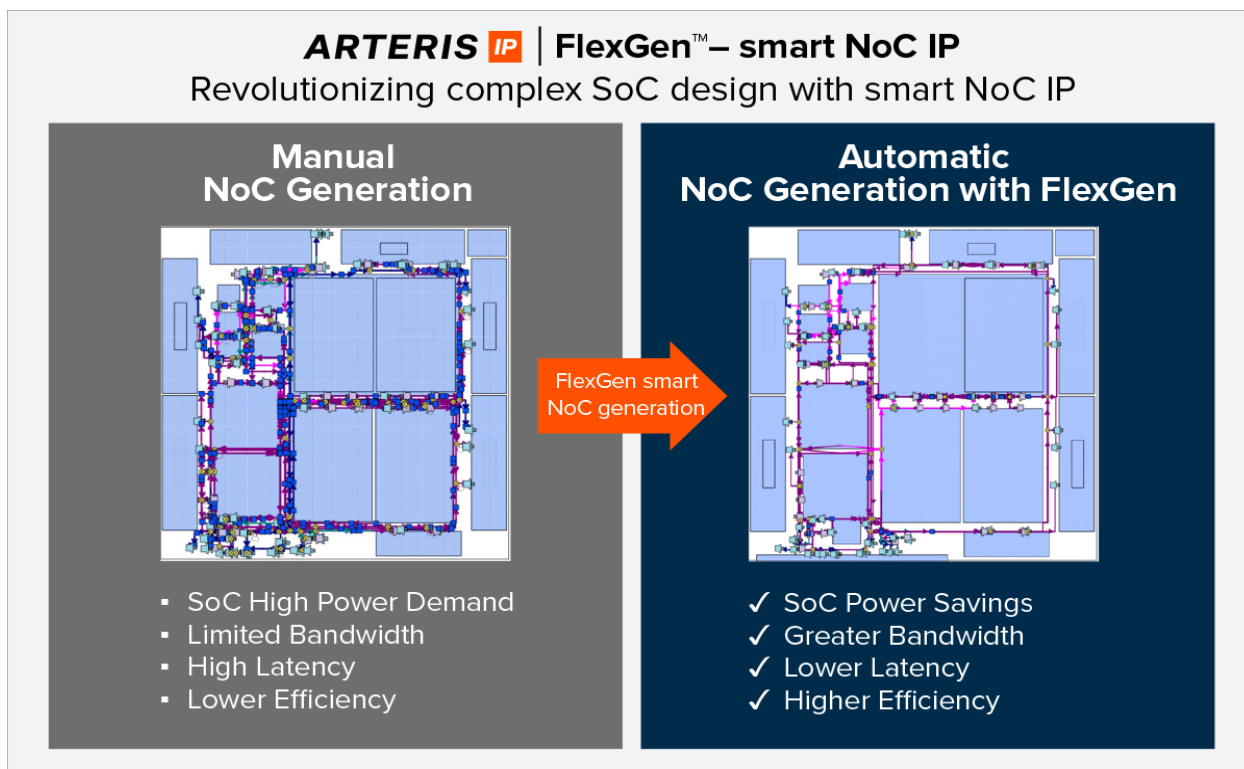 ARTERIS IP | FlexGen™– smart NoC IP
Revolutionizing complex SoC design with smart NoC IP
Manual
NoC Generation
▪ SoC High Power Demand
▪ Limited Bandwidth
▪ High Latency
▪ Lower Efficiency
FlexGen smart
NoC generation
Automatic
NoC Generation with FlexGen
✓ SoC Power Savings
✓ Greater Bandwidth
✓ Lower Latency
✓ Higher Efficiency